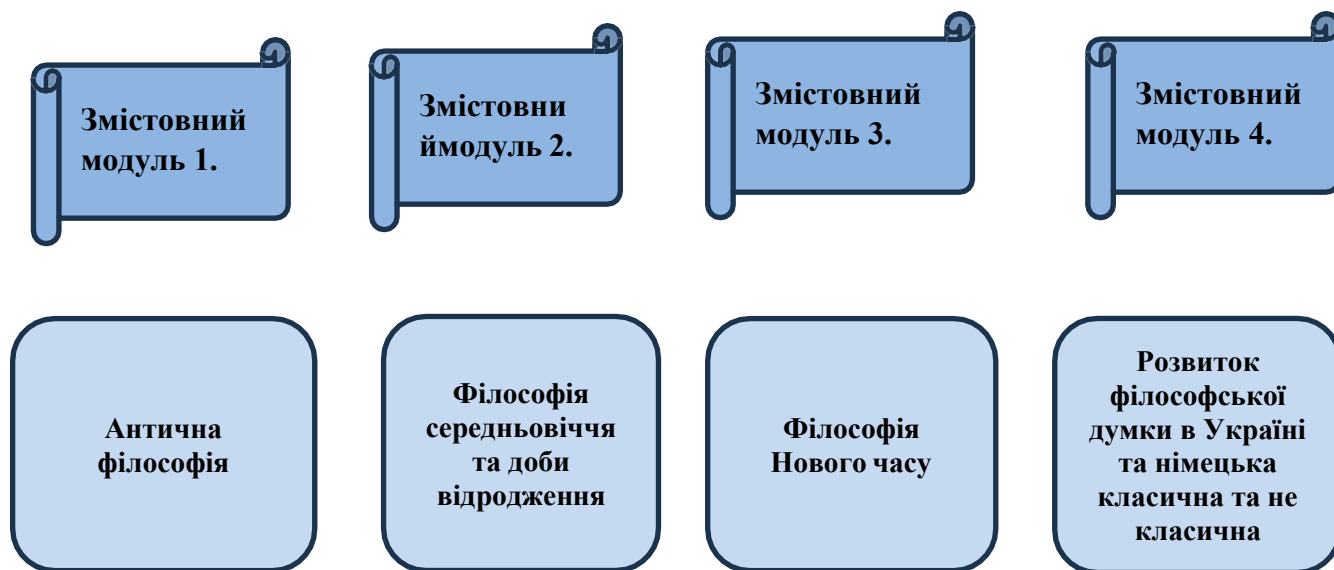 Змістовний
модуль 1.
Змістовни
ймодуль 2.
Змістовний
модуль 3.
Змістовний
модуль 4.
Антична
філософія
Філософія
середньовіччя
та доби
відродження
Філософія
Нового часу
Розвиток
філософської
думки в Україні
та німецька
класична та не
класична